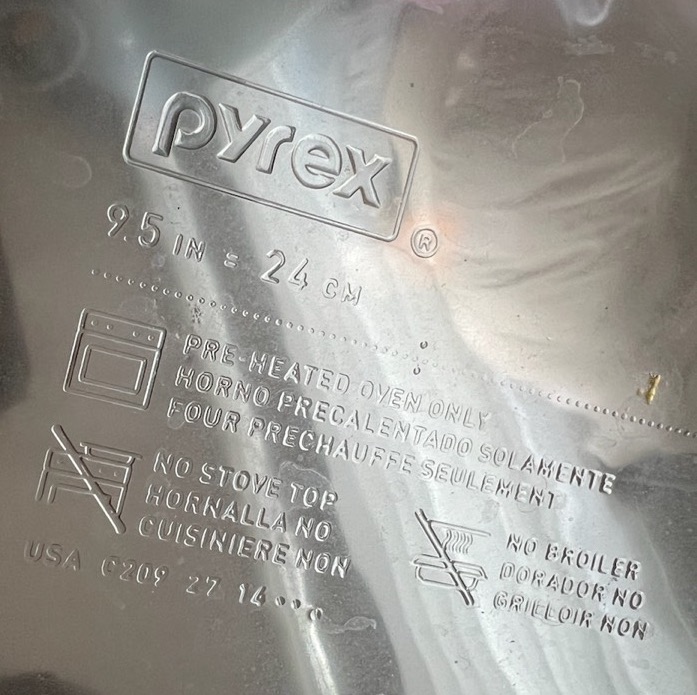 pyrex
®
9.5 IN = 24 CM
PRE-HEATED OVEN ONLY
HORNO PRECALENTADO SOLAMENTE
FOUR PRECHAUFFE SEULEMENT
NO STOVE TOP
HORNALLA NO
CUISINIERE NON
NO BROILER
DORADOR NO
GRILLOIR NON
USA C209 27 14